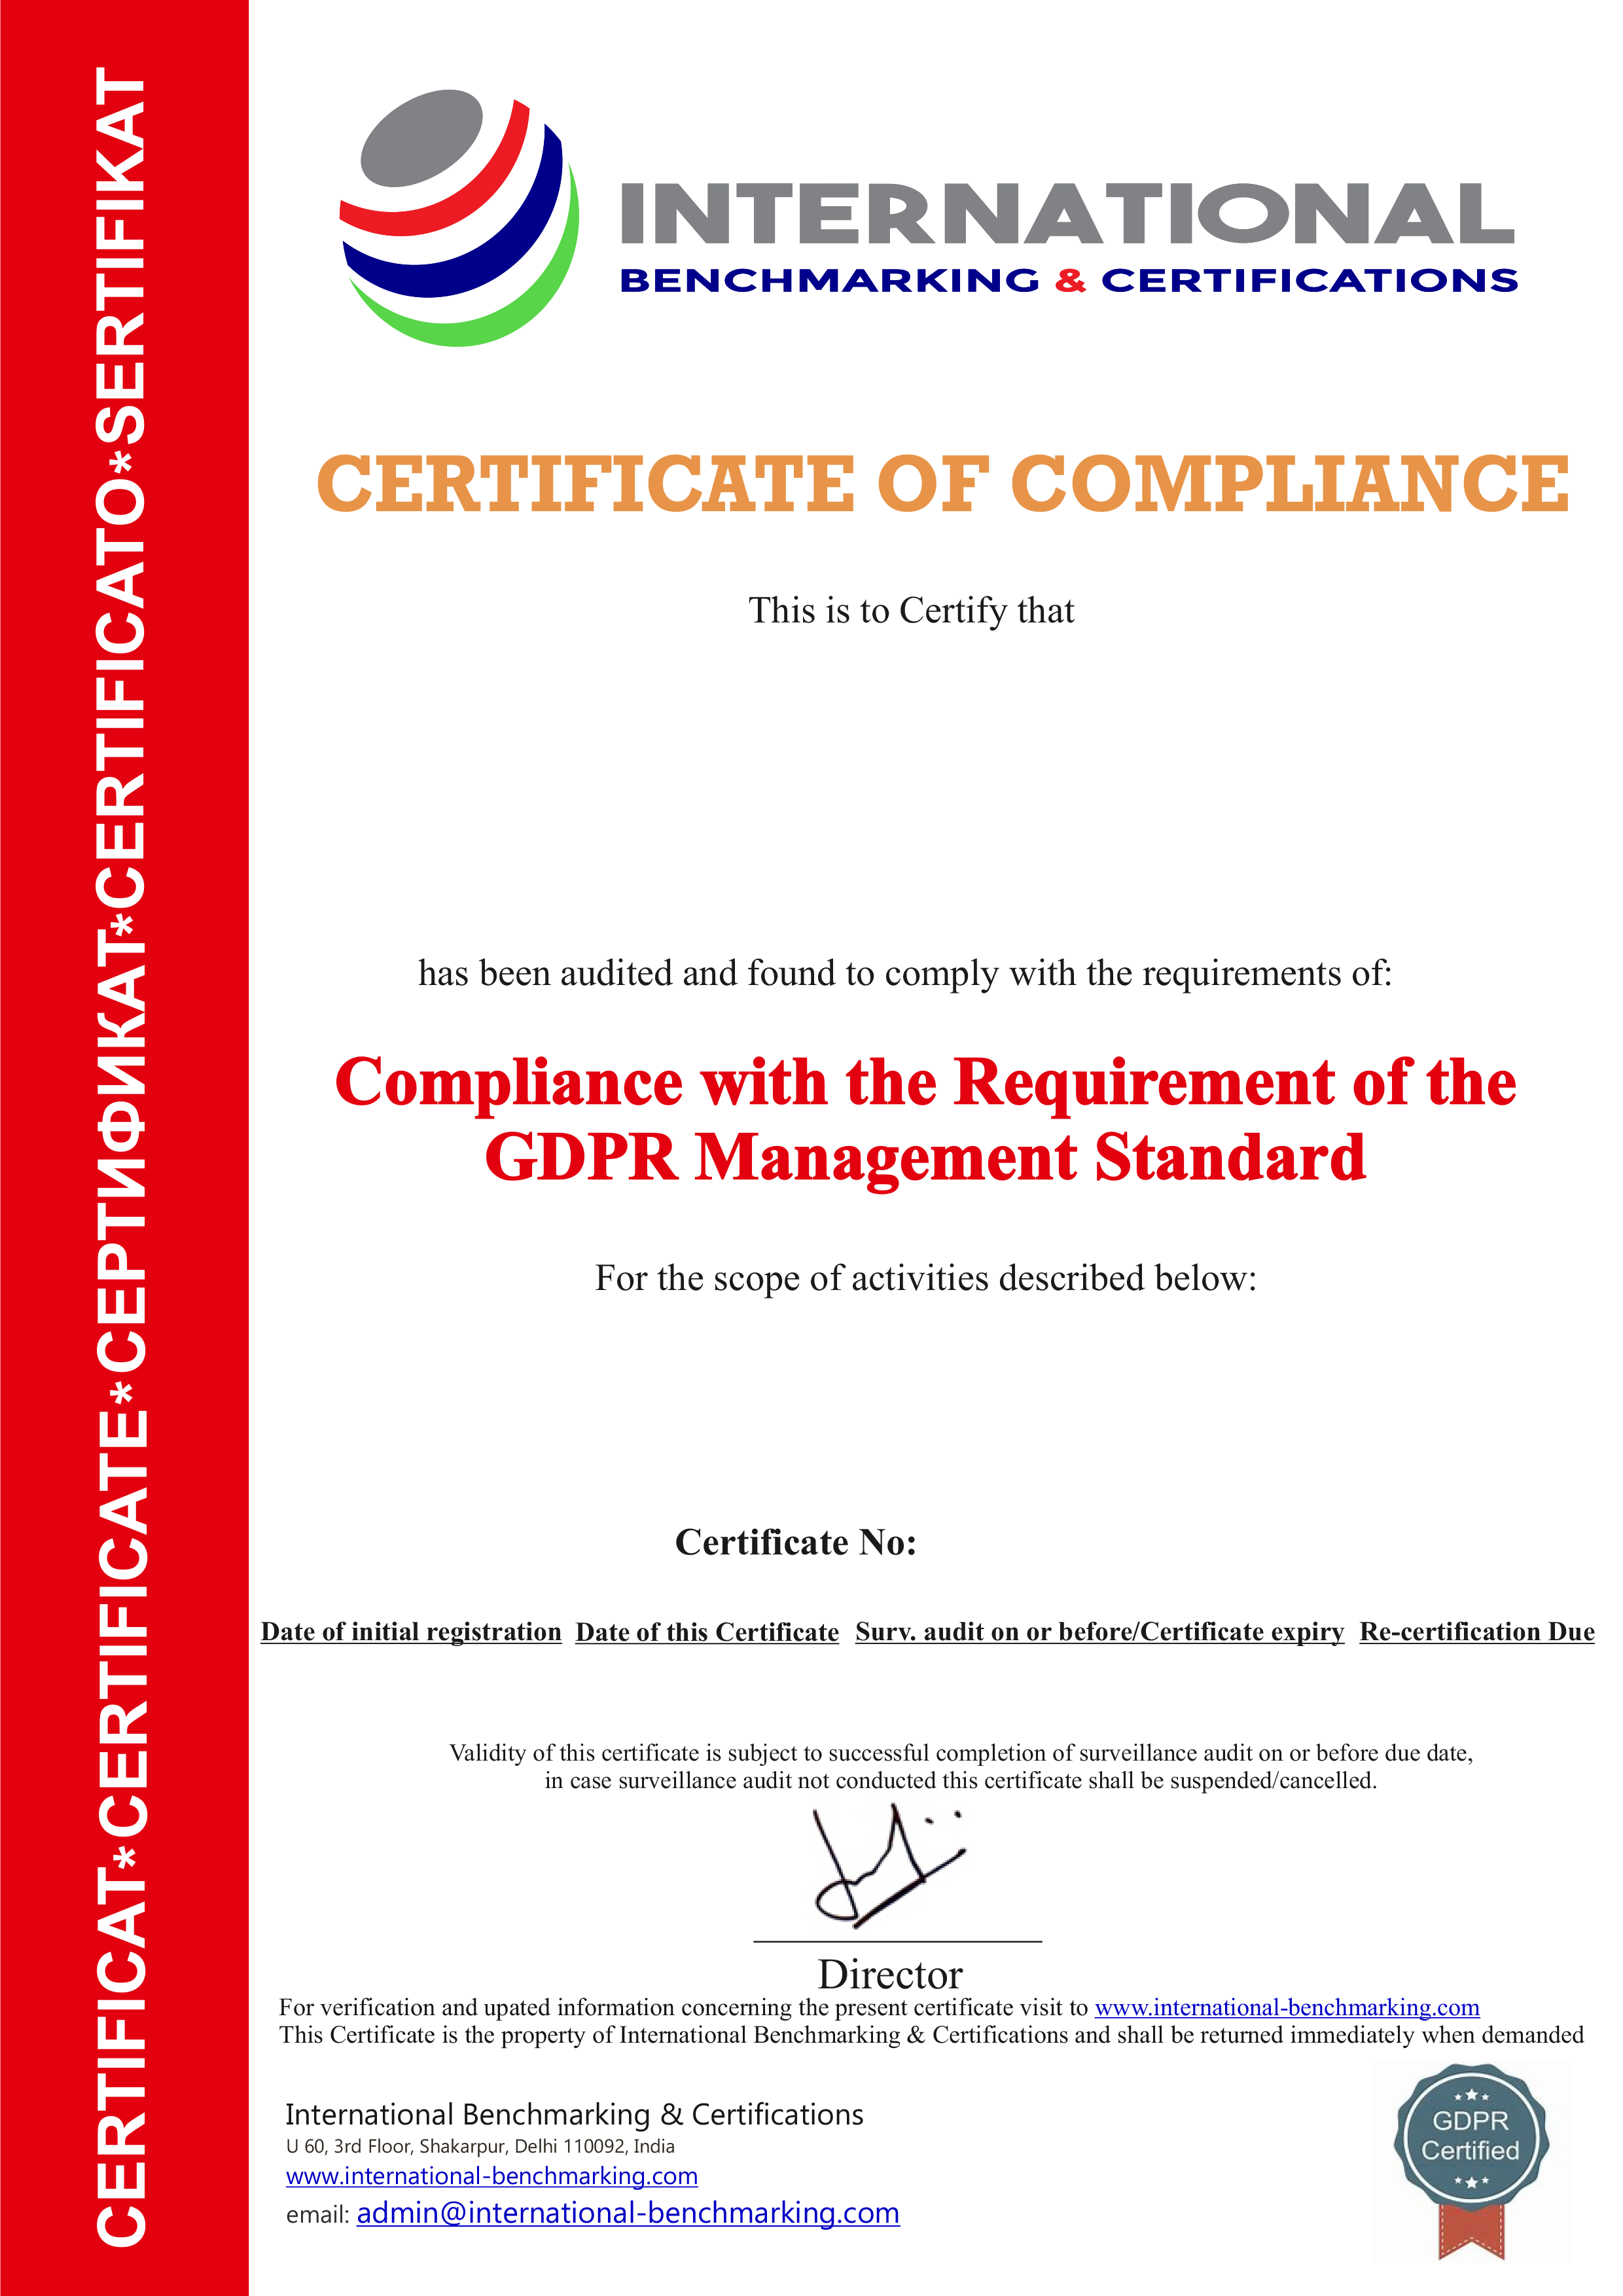 CERTIFICAT*CERTIFICATE*СЕРТИФИКАТ*CERTIFICATO*SERTIFIKAT
INTERNATIONAL
BENCHMARKING & CERTIFICATIONS
CERTIFICATE OF COMPLIANCE
This is to Certify that
has been audited and found to comply with the requirements of:
Compliance with the Requirement of the
GDPR Management Standard
For the scope of activities described below:
Certificate No:
Date of initial registration Date of this Certificate Surv. audit on or before/Certificate expiry Re-certification Due
Validity of this certificate is subject to successful completion of surveillance audit on or before due date,
in case surveillance audit not conducted this certificate shall be suspended/cancelled.
Director
For verification and upated information concerning the present certificate visit to www.international-benchmarking.com
This Certificate is the property of International Benchmarking & Certifications and shall be returned immediately when demanded
International Benchmarking & Certifications
U 60, 3rd Floor, Shakarpur, Delhi 110092, India
www.international-benchmarking.com
email: admin@international-benchmarking.com
GDPR
Certified